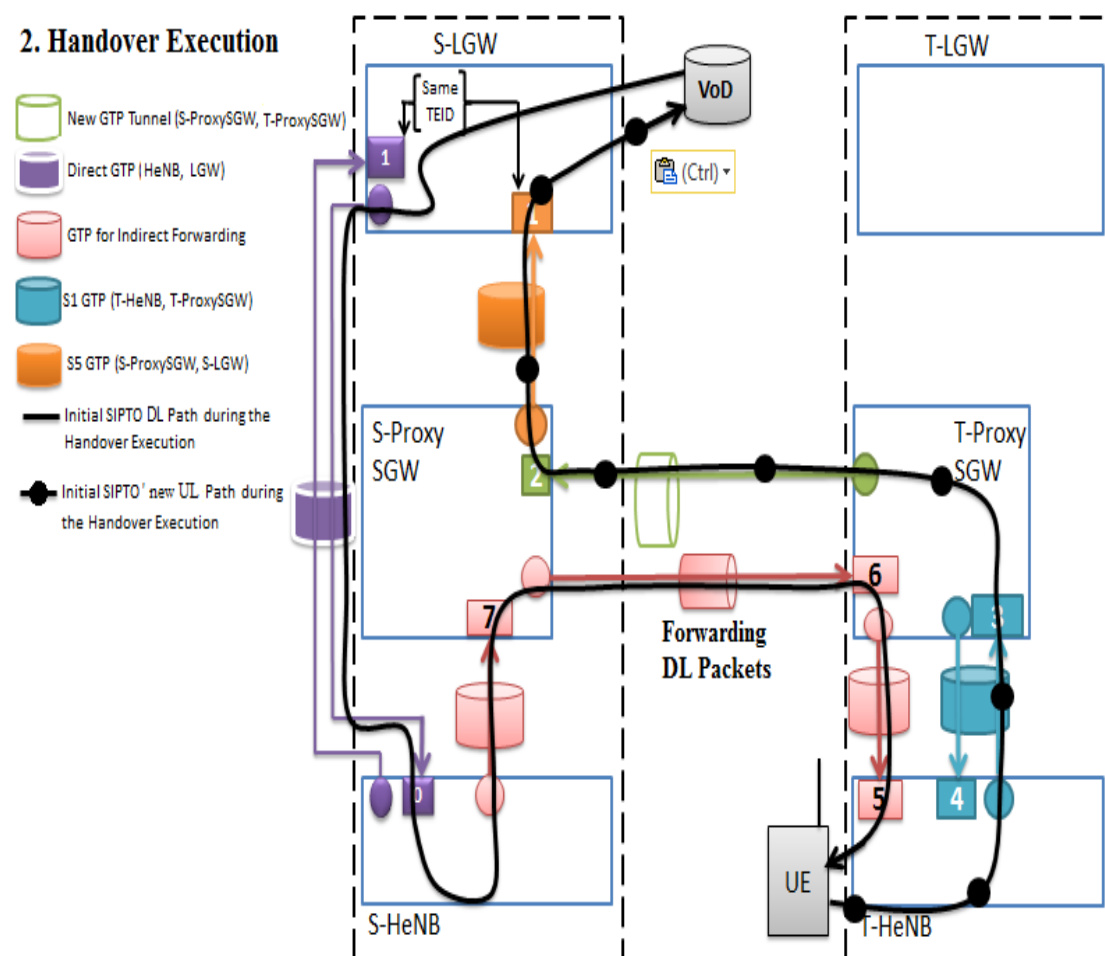 2. Handover Execution
S-LGW
T-LGW
Same
TEID
VoD
New GTP Tunnel (S-ProxySGW, T-ProxySGW)
1
Direct GTP (HeNB, LGW)
(Ctrl)
1
GTP for Indirect Forwarding
S1 GTP (T-HeNB, T-ProxySGW)
S5 GTP (S-ProxySGW, S-LGW)
Initial SIPTO DL Path during the
Handover Execution
S-Proxy
SGW
T-Proxy
SGW
2
Initial SIPTO' new UL Path during
the Handover Execution
6
7
3
Forwarding
DL Packets
0
5
4
UE
S-HeNB
T-HeNB